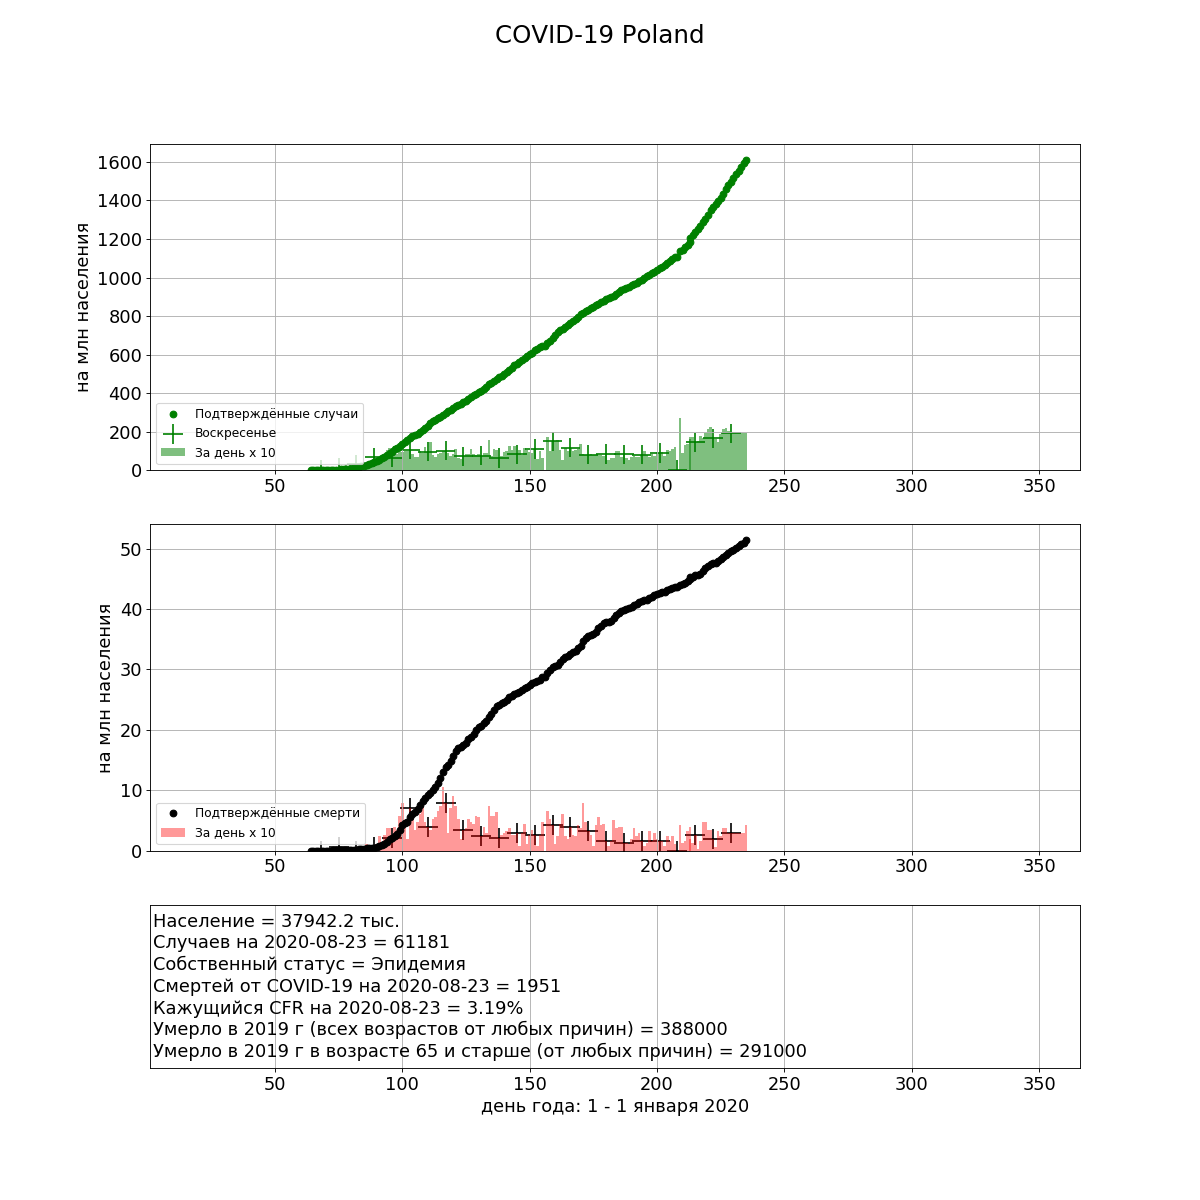 COVID-19 Poland
на млн населения
1600
1400
1200
1000
800
600
400
200
0
Подтверждённые случаи
Воскресенье
За день x 10
50 100 150 200 250 300 350
на млн населения
50
40
30
20
10
0
Подтверждённые смерти
За день x 10
50 100 150 200 250 300 350
Население = 37942.2 тыс.
Случаев на 2020-08-23 = 61181
Собственный статус = Эпидемия
Смертей от COVID-19 на 2020-08-23 = 1951
Кажущийся CFR на 2020-08-23 = 3.19%
Умерло в 2019 г (всех возрастов от любых причин) = 388000
Умерло в 2019 г в возрасте 65 и старше (от любых причин) = 291000
50 100 150 200 250 300 350
день года: 1 - 1 января 2020